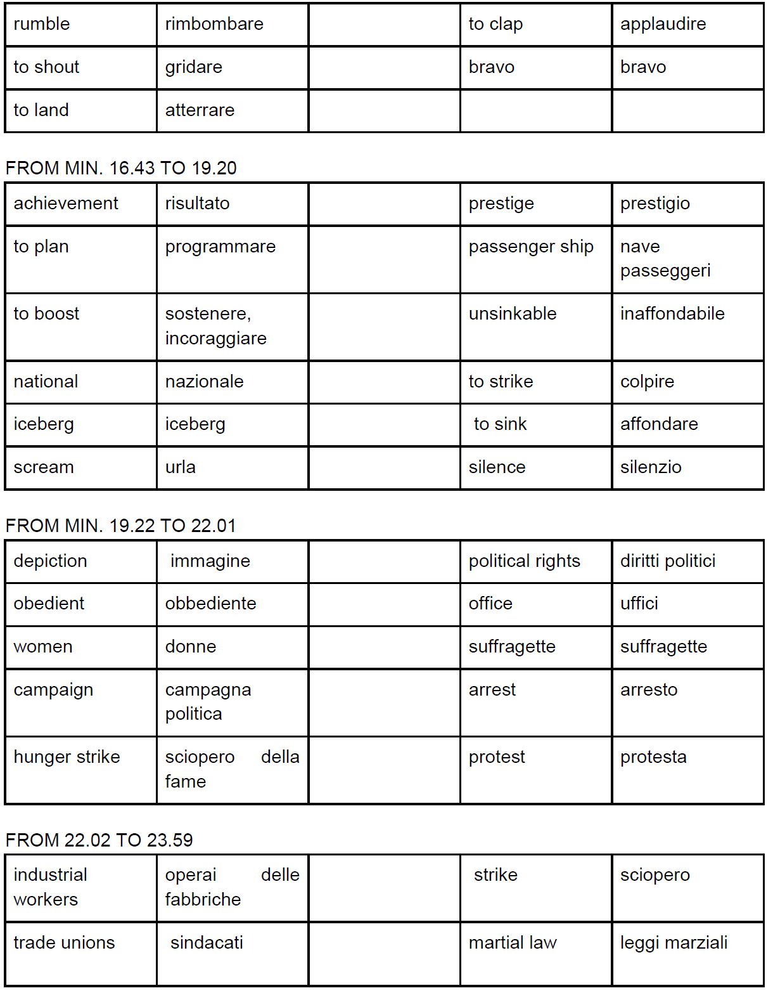 rumble rimbombare to clap applaudire
to shout gridare bravo bravo
to land atterrare
FROM MIN. 16.43 TO 19.20
achievement risultato prestige prestigio
to plan programmare passenger ship nave
passeggeri
to boost sostenere, unsinkable inaffondabile
incoraggiare
national nazionale to strike colpire
iceberg iceberg to sink affondare
scream urla silence silenzio
FROM MIN. 19.22 TO 22.01
depiction immagine political rights diritti politici
obedient obbediente office uffici
women donne suffragette suffragette
campaign campagna arrest arresto
politica
hunger strike sciopero della protest protesta
fame
FROM 22.02 TO 23.59
industrial operai delle strike sciopero
workers fabbriche
trade unions sindacati martial law leggi marziali